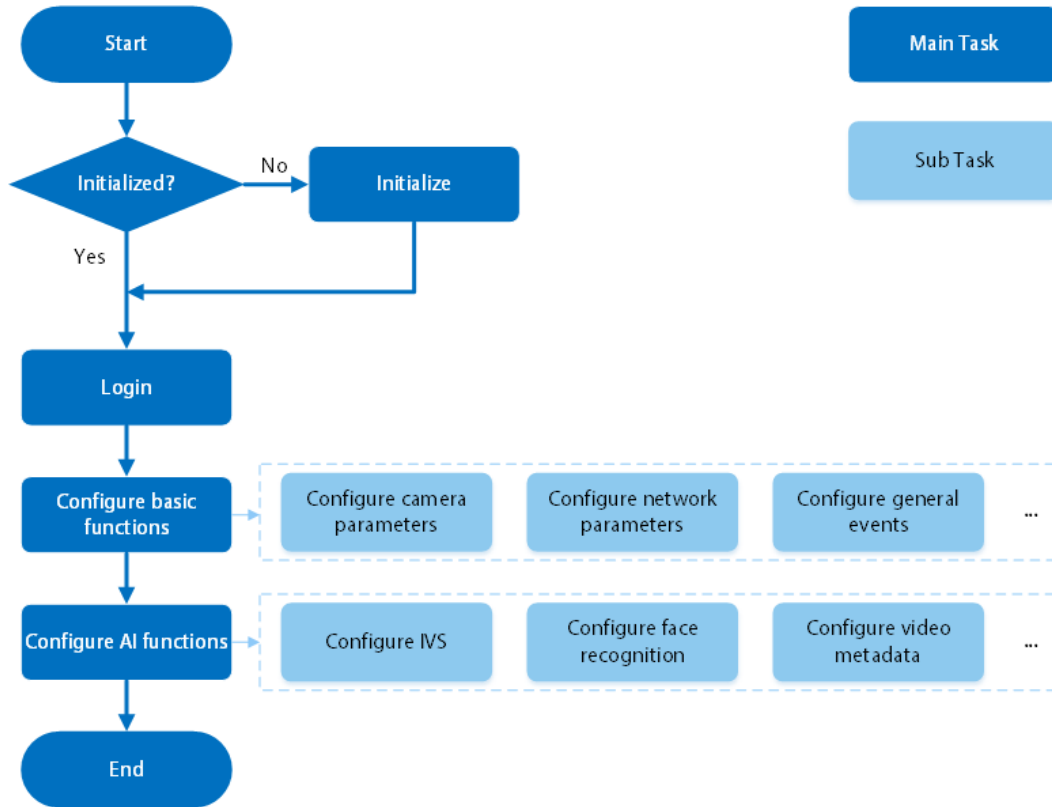 Start
Main Task
Sub Task
Initialized?
No
Initialize
Yes
Login
Configure basic
functions
Configure camera
parameters
Configure network
parameters
Configure general
events
...
Configure AI functions
Configure IVS
Configure face
recognition
Configure video
metadata
...
End